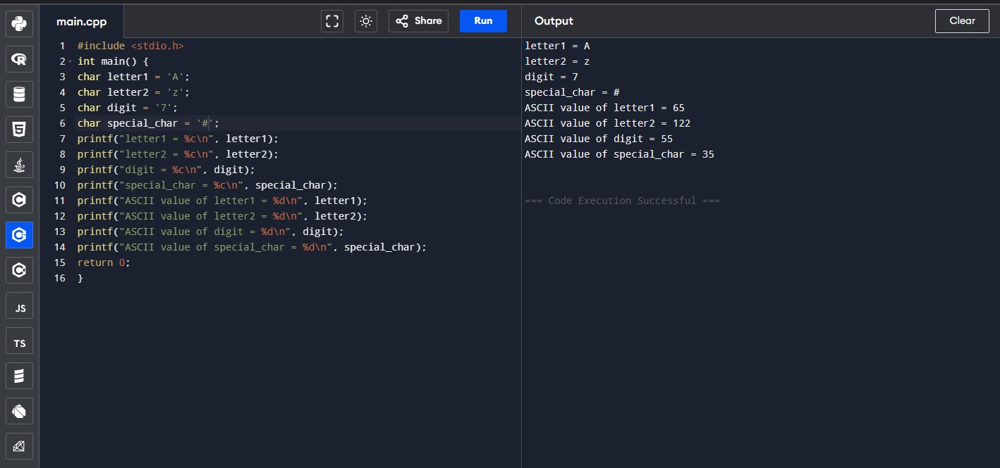 main.cpp
Share
Run
Output
Clear
JS
TS
1 #include <stdio.h>
2 int main() {
3 char letter1 = 'A';
4 char letter2 = 'z';
5 char digit = '7';
6 char special_char = '#';
7 printf("letter1 = %c\n", letter1);
8 printf("letter2 = %c\n", letter2);
9 printf("digit = %c\n", digit);
10 printf("special_char = %c\n", special_char);
11 printf("ASCII value of letter1 = %d\n", letter1);
12 printf("ASCII value of letter2 = %d\n", letter2);
13 printf("ASCII value of digit = %d\n", digit);
14 printf("ASCII value of special_char = %d\n", special_char);
15 return 0;
16 }
letter1 = A
letter2 = z
digit = 7
special_char = #
ASCII value of letter1 = 65
ASCII value of letter2 = 122
ASCII value of digit = 55
ASCII value of special_char = 35
=== Code Execution Successful ===